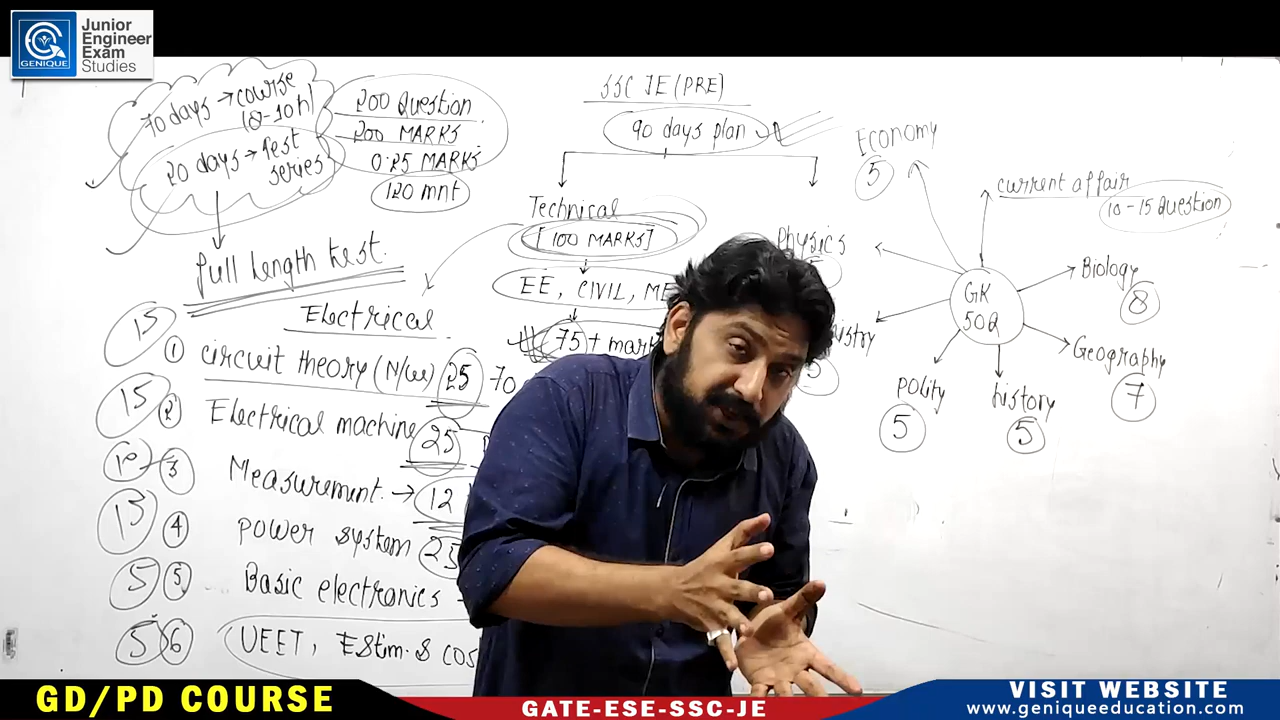 GENIQUE
Junior
Engineer
Exam
Studies
70 days → course
(8-10h)
20 days → Test
series
200 Question
200 MARKS
0.25 MARKS
120 mnt
full length test.
SSC JE (PRE)
90 days plan
Technical
[100 MARKS]
EE, CIVIL, ME
75+ mark
Electrical
15 1 circuit theory (N/w) 25 70
15 2 Electrical machine 25
10 3 Measurement → 12
15 4 power system 25
5 5 Basic electronics
5 6 UEET, Estim. & cos
Economy
5
current affair
10-15 Question
Physics
GK
50Q
Biology
8
Geography
7
history
5
polity
5
istry
5
GD/PD COURSE
GATE-ESE-SSC-JE
VISIT WEBSITE
www.geniqueeducation.com